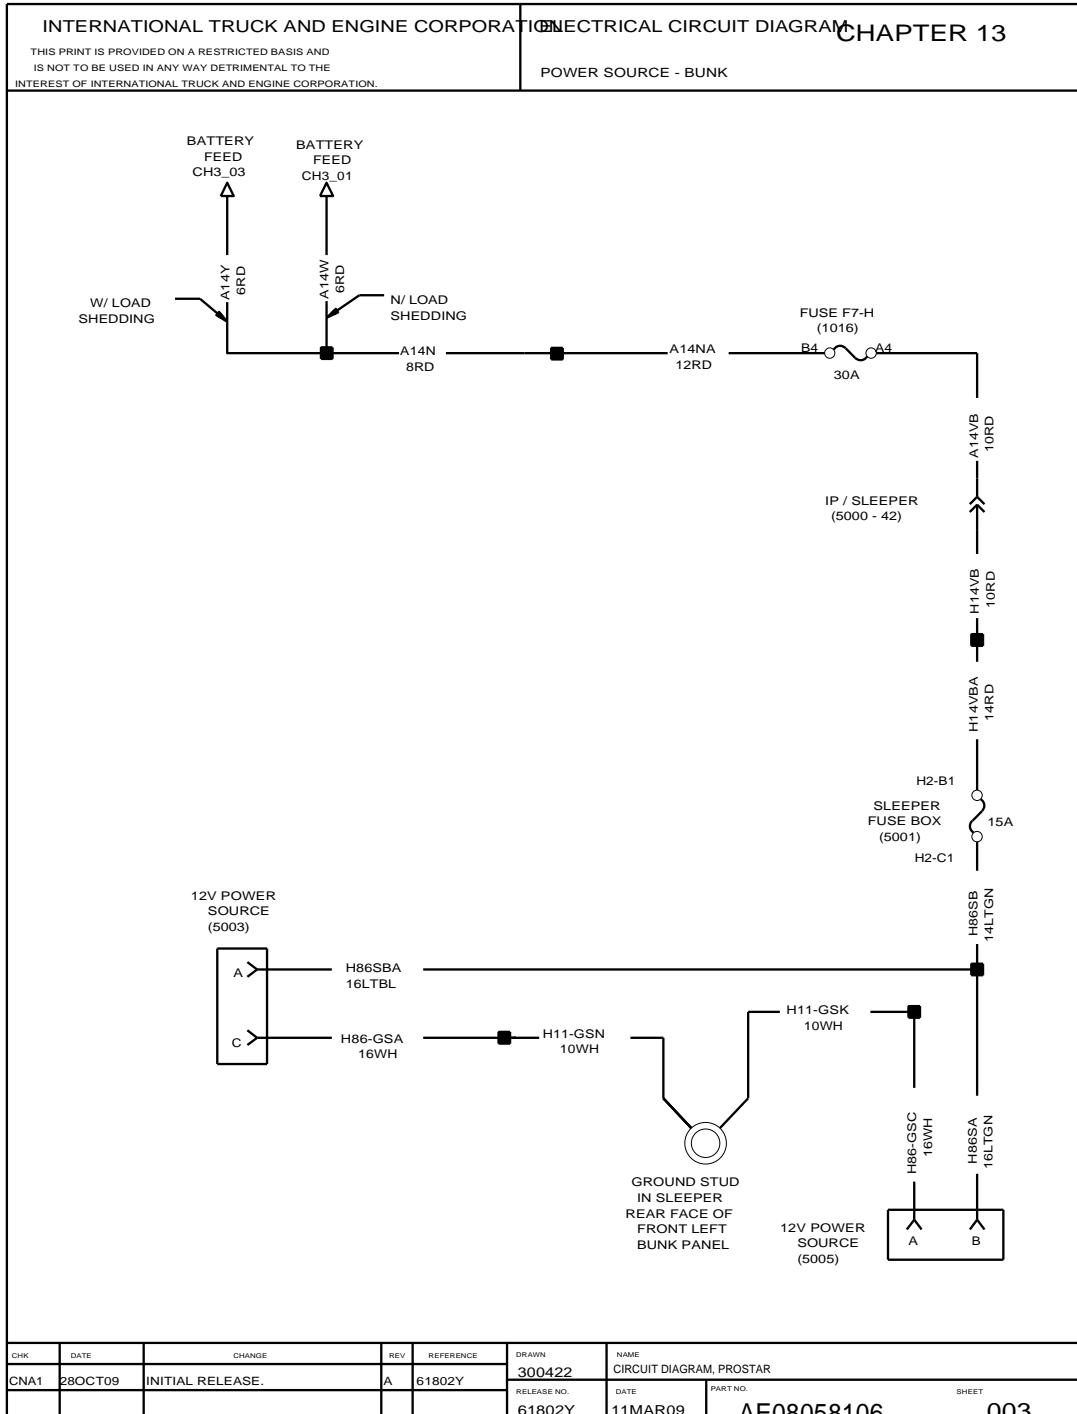 INTERNATIONAL TRUCK AND ENGINE CORPORATION
ELECTRICAL CIRCUIT DIAGRAM
CHAPTER 13
THIS PRINT IS PROVIDED ON A RESTRICTED BASIS AND
IS NOT TO BE USED IN ANY WAY DETRIMENTAL TO THE
INTEREST OF INTERNATIONAL TRUCK AND ENGINE CORPORATION.
POWER SOURCE - BUNK
BATTERY
FEED
CH3_03
BATTERY
FEED
CH3_01
A14Y
6RD
A14W
6RD
W/ LOAD
SHEDDING
N/ LOAD
SHEDDING
A14N
8RD
A14NA
12RD
FUSE F7-H
(1016)
B4
A4
30A
A14VB
10RD
IP / SLEEPER
(5000 - 42)
H14VB
10RD
H14VBA
14RD
H2-B1
SLEEPER
FUSE BOX
(5001)
15A
H2-C1
H86SB
14LTGN
12V POWER
SOURCE
(5003)
A
H86SBA
16LTBL
C
H86-GSA
16WH
H11-GSN
10WH
H11-GSK
10WH
H86-GSC
16WH
H86SA
16LTGN
GROUND STUD
IN SLEEPER
REAR FACE OF
FRONT LEFT
BUNK PANEL
12V POWER
SOURCE
(5005)
A
B
CHK
DATE
CHANGE
REV
REFERENCE
DRAWN
NAME
CNA1
28OCT09
INITIAL RELEASE.
A
61802Y
300422
CIRCUIT DIAGRAM, PROSTAR
RELEASE NO.
DATE
PART NO.
SHEET
61802Y
11MAR09
AE08058106
003